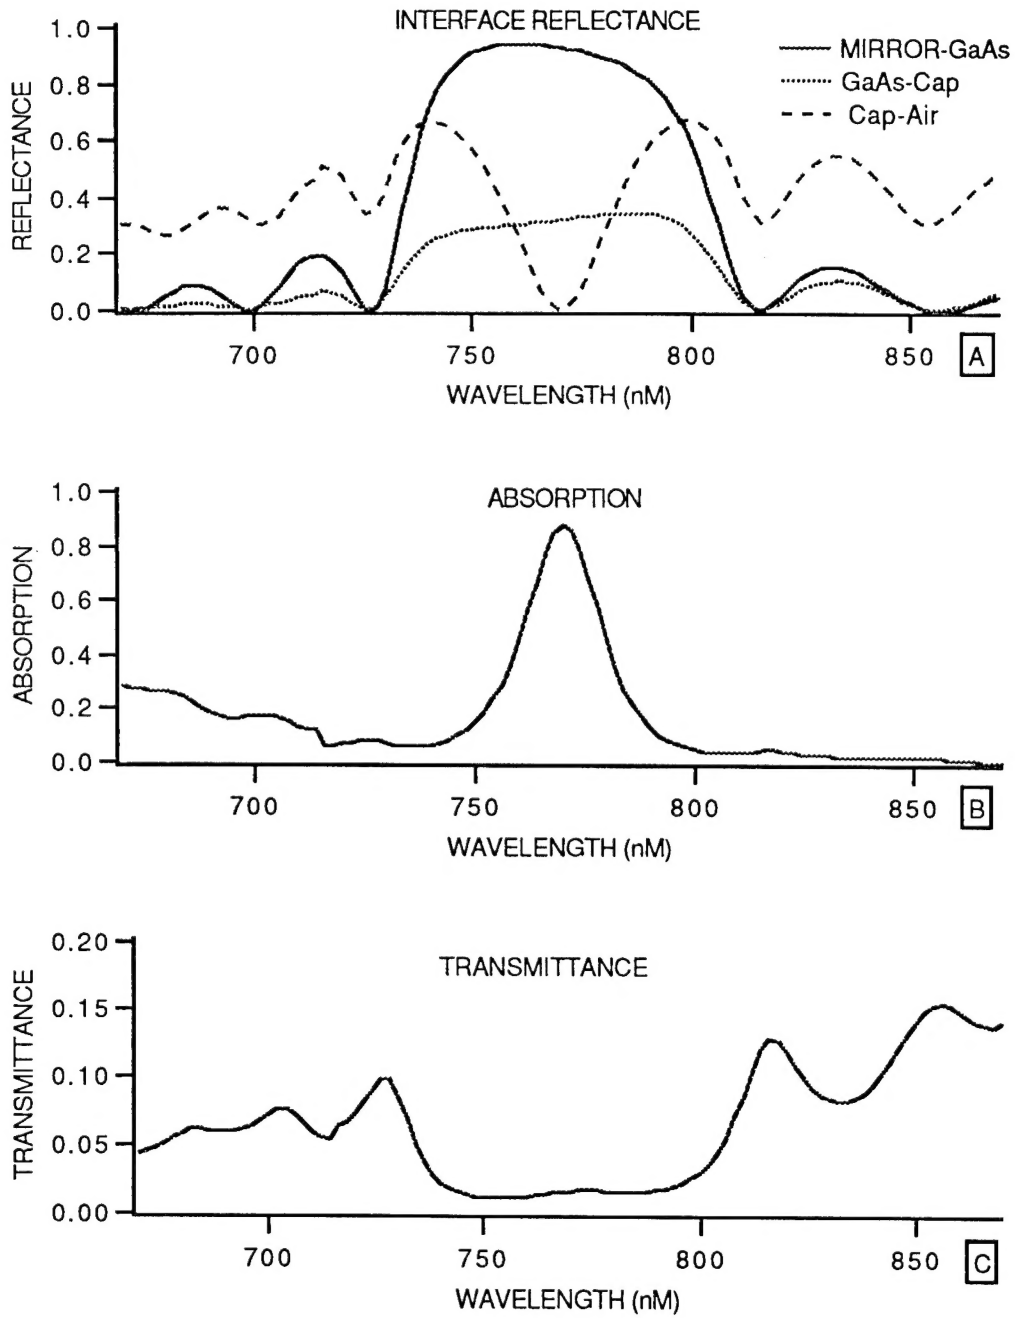 INTERFACE REFLECTANCE
MIRROR-GaAs
GaAs-Cap
Cap-Air
REFLECTANCE
1.0
0.8
0.6
0.4
0.2
0.0
700 750 800 850
A
WAVELENGTH (nM)
ABSORPTION
ABSORPTION
1.0
0.8
0.6
0.4
0.2
0.0
700 750 800 850
B
WAVELENGTH (nM)
TRANSMITTANCE
TRANSMITTANCE
0.20
0.15
0.10
0.05
0.00
700 750 800 850
C
WAVELENGTH (nM)